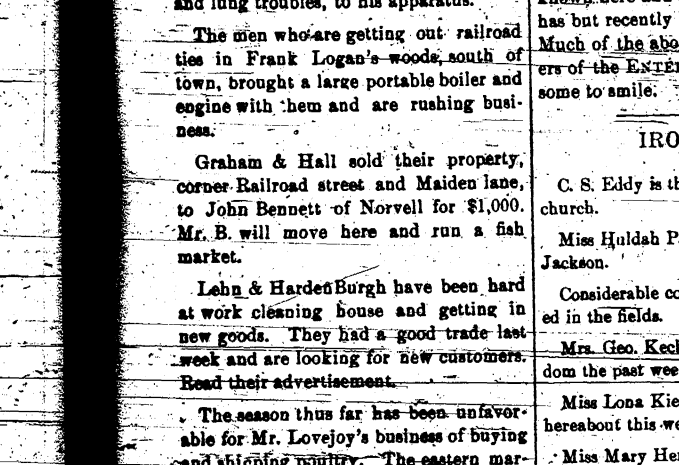 and lung troubles, to his apparatus.
The men who are getting out railroad
ties in Frank Logan's woods, south of
town, brought a large portable boiler and
engine with them and are rushing busi-
ness.
Graham & Hall sold their property,
corner Railroad street and Maiden lane,
to John Bennett of Norvell for $1,000.
Mr. B. will move here and run a fish
market.
Lehn & HardenBurgh have been hard
at work cleaning house and getting in
new goods. They had a good trade last
week and are looking for new customers.
Read their advertisement.
The season thus far has been unfavor-
able for Mr. Lovejoy's business of buying
and shipping poultry. The eastern mar-
has but recently
Much of the abo
ers of the ENTER
some to smile.
IRO
C. S. Eddy is th
church.
Miss Huldah P
Jackson.
Considerable co
ed in the fields.
Mrs. Geo. Kech
dom the past wee
Miss Lona Kie
hereabout this we
Miss Mary Her